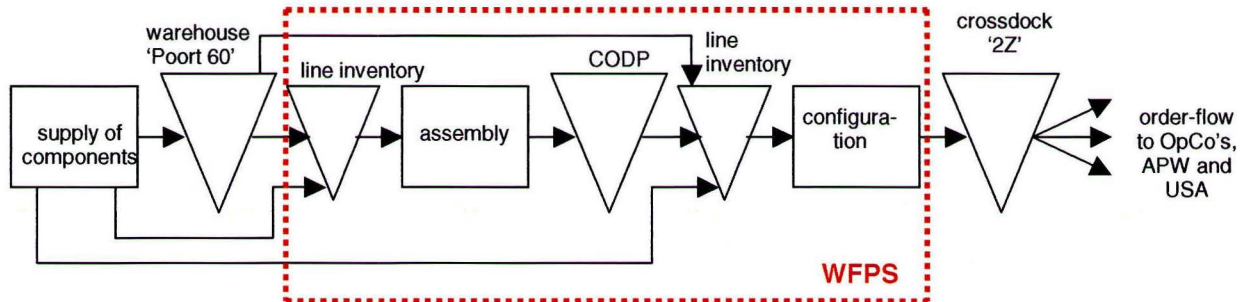 warehouse
'Poort 60'
line inventory
CODP
line
inventory
crossdock
'2Z'
supply of
components
assembly
configura-
tion
order-flow
to OpCo's,
APW and
USA
WFPS